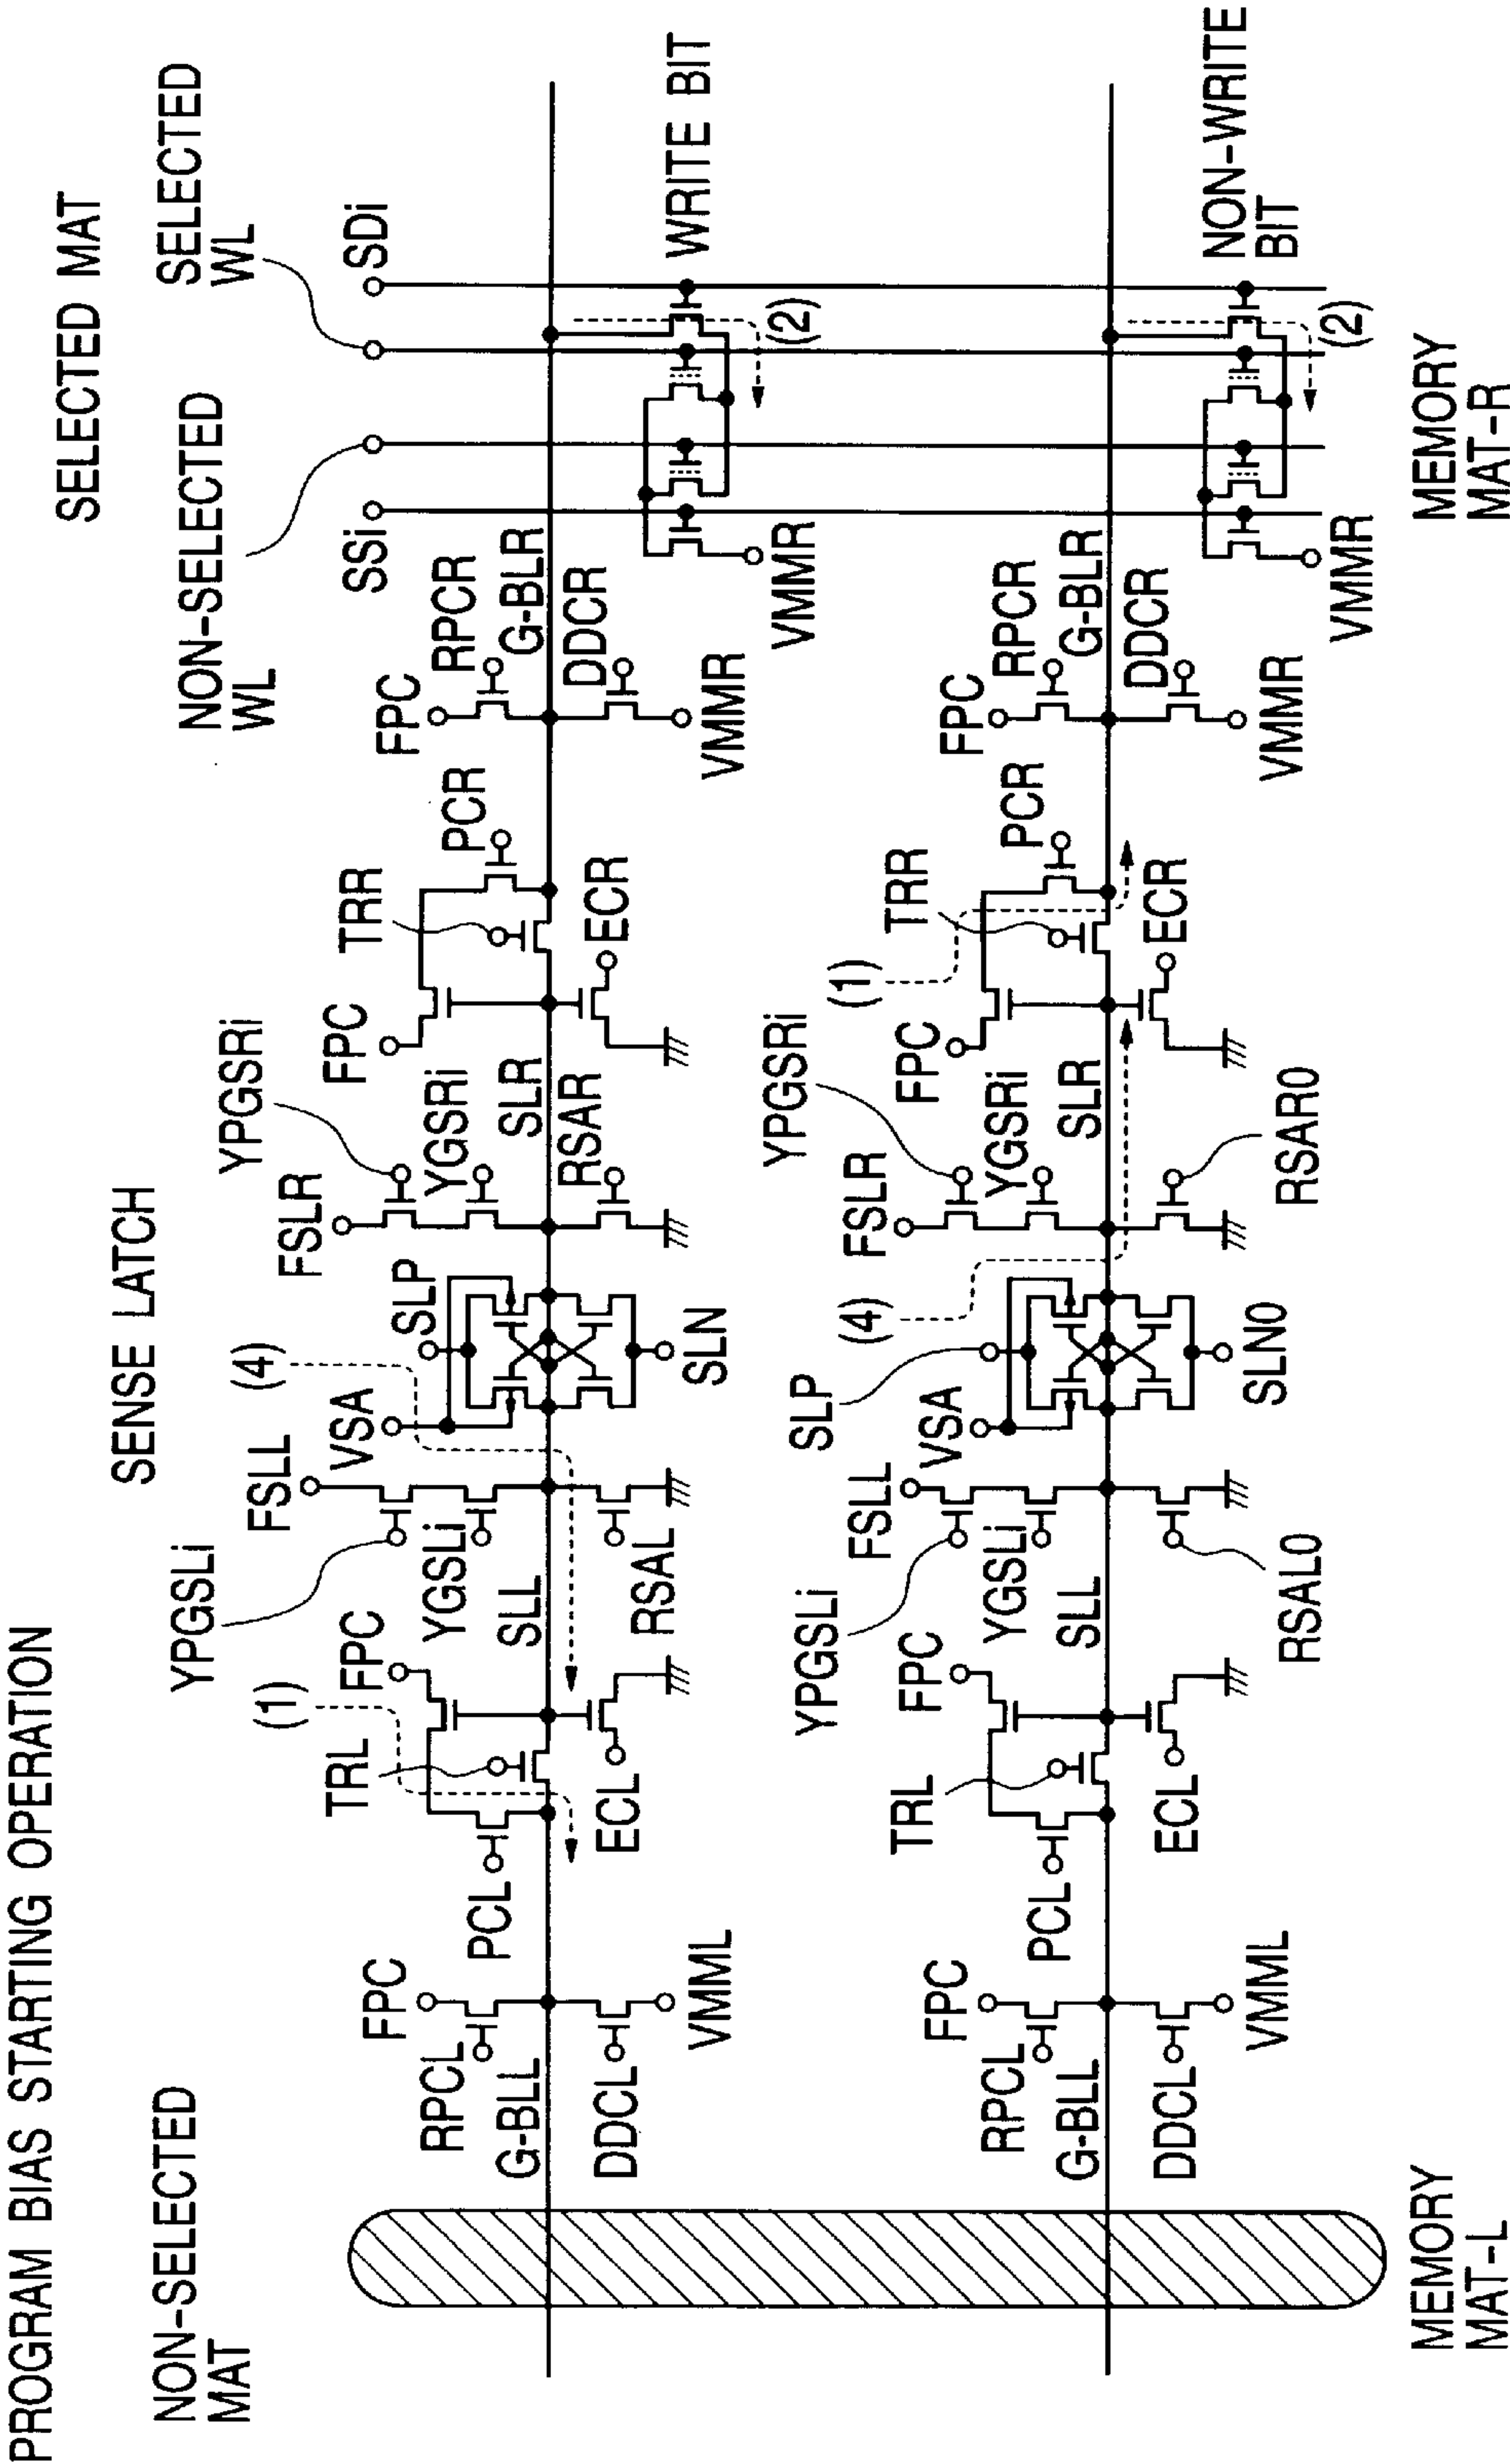 PROGRAM BIAS STARTING OPERATION
NON-SELECTED
MAT
SENSE LATCH
SELECTED MAT
NON-SELECTED
WL
SELECTED
WL
SSi
SDi
YPGSLi
FSLL
FSLR
YPGSRi
(1)
(4)
FPC
TRL
FPC
YGSLi
VSA
SLP
YGSRi
FPC
TRR
PCR
FPC
RPCR
RPCL
PCL
G-BLL
SLL
SLR
G-BLR
DDCL
ECL
RSAL
RSAR
ECR
DDCR
VMML
SLN
VMMR
VMMR
(2)
WRITE BIT
YPGSLi
FSLL
SLP
(4)
FSLR
YPGSRi
(1)
FPC
TRL
FPC
YGSLi
VSA
YGSRi
FPC
TRR
PCR
FPC
RPCR
RPCL
PCL
G-BLL
SLL
SLR
G-BLR
DDCL
ECL
ECR
DDCR
VMML
RSAL0
SLN0
RSAR0
VMMR
VMMR
(2)
NON-WRITE
BIT
MEMORY
MAT-L
MEMORY
MAT-R